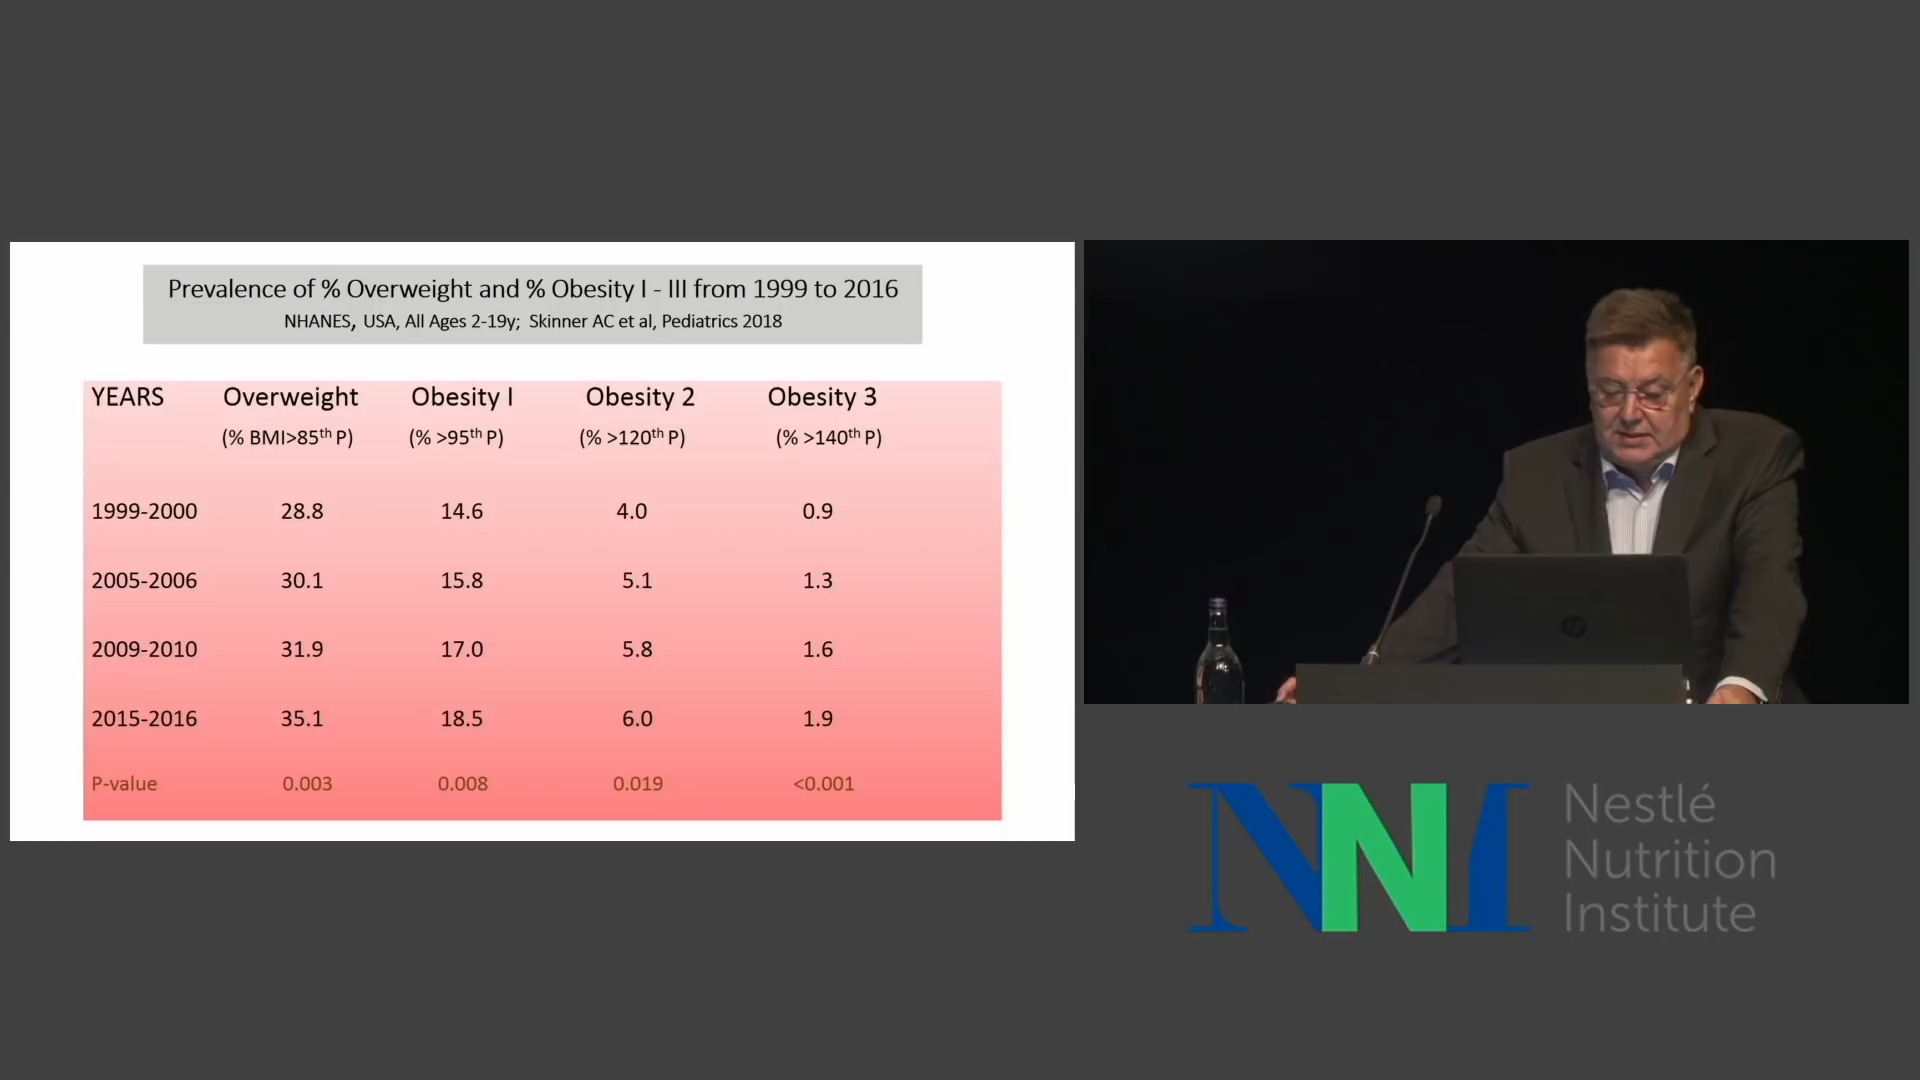 Prevalence of % Overweight and % Obesity I - III from 1999 to 2016
NHANES, USA, All Ages 2-19y; Skinner AC et al, Pediatrics 2018
YEARS Overweight Obesity I Obesity 2 Obesity 3
(% BMI>85th P) (% >95th P) (% >120th P) (% >140th P)
1999-2000 28.8 14.6 4.0 0.9
2005-2006 30.1 15.8 5.1 1.3
2009-2010 31.9 17.0 5.8 1.6
2015-2016 35.1 18.5 6.0 1.9
P-value 0.003 0.008 0.019 <0.001
hp
NNI
Nestlé
Nutrition
Institute